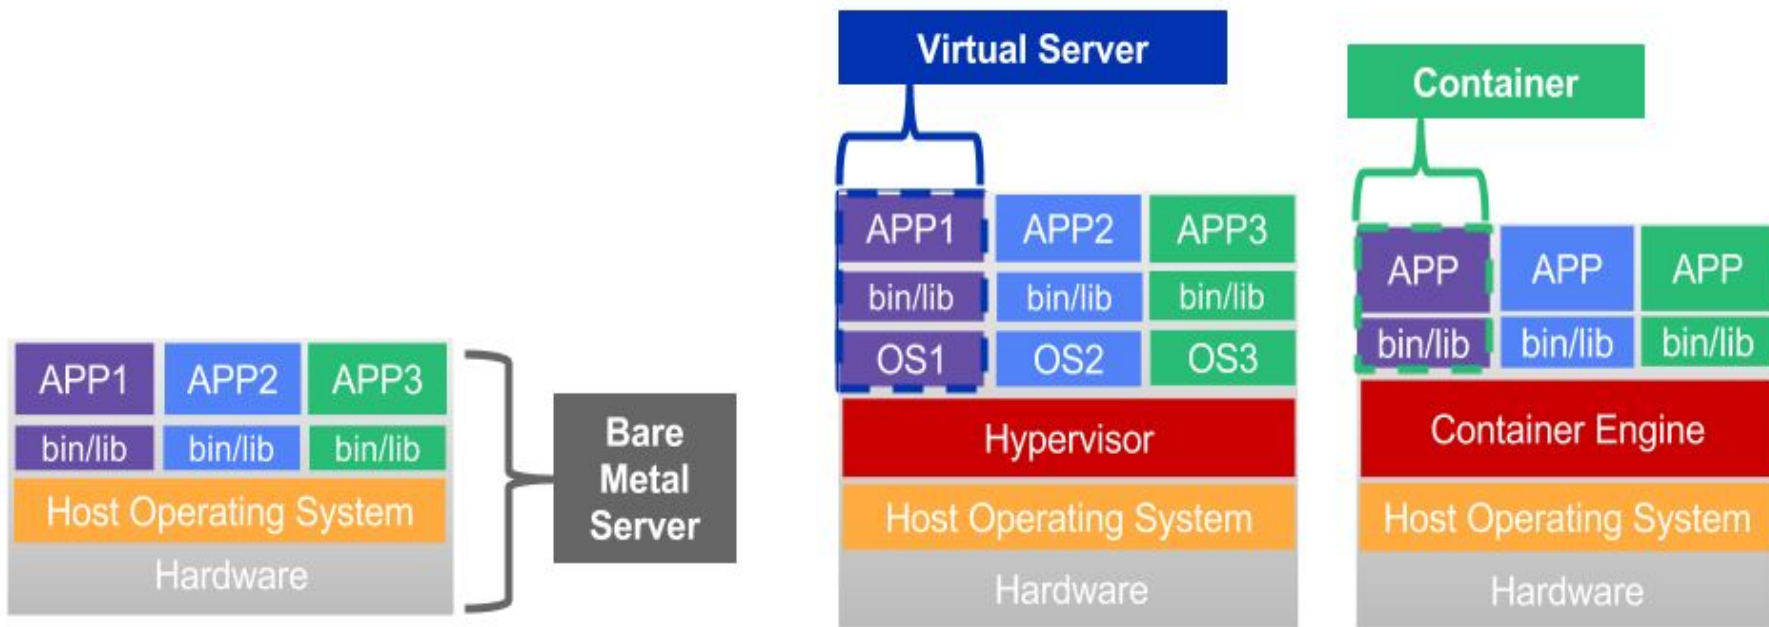 APP1 APP2 APP3
bin/lib bin/lib bin/lib
Host Operating System
Hardware
Bare
Metal
Server
Virtual Server
APP1 APP2 APP3
bin/lib bin/lib bin/lib
OS1 OS2 OS3
Hypervisor
Host Operating System
Hardware
Container
APP APP APP
bin/lib bin/lib bin/lib
Container Engine
Host Operating System
Hardware